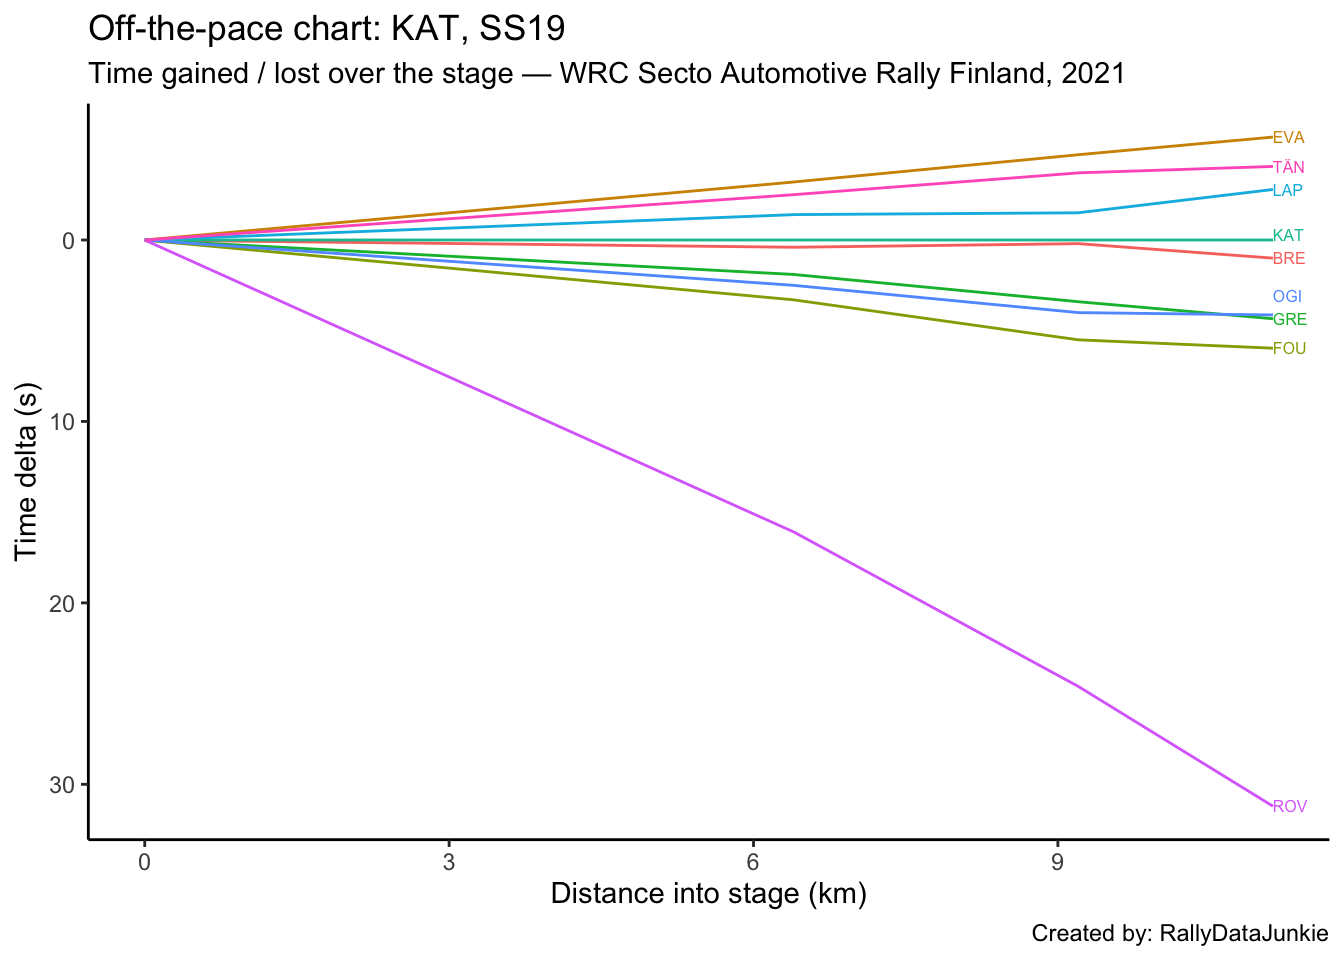 Off-the-pace chart: KAT, SS19
Time gained / lost over the stage — WRC Secto Automotive Rally Finland, 2021
EVA
TÄN
LAP
KAT
BRE
OGI
GRE
FOU
ROV
0
10
20
30
Time delta (s)
0 3 6 9
Distance into stage (km)
Created by: RallyDataJunkie